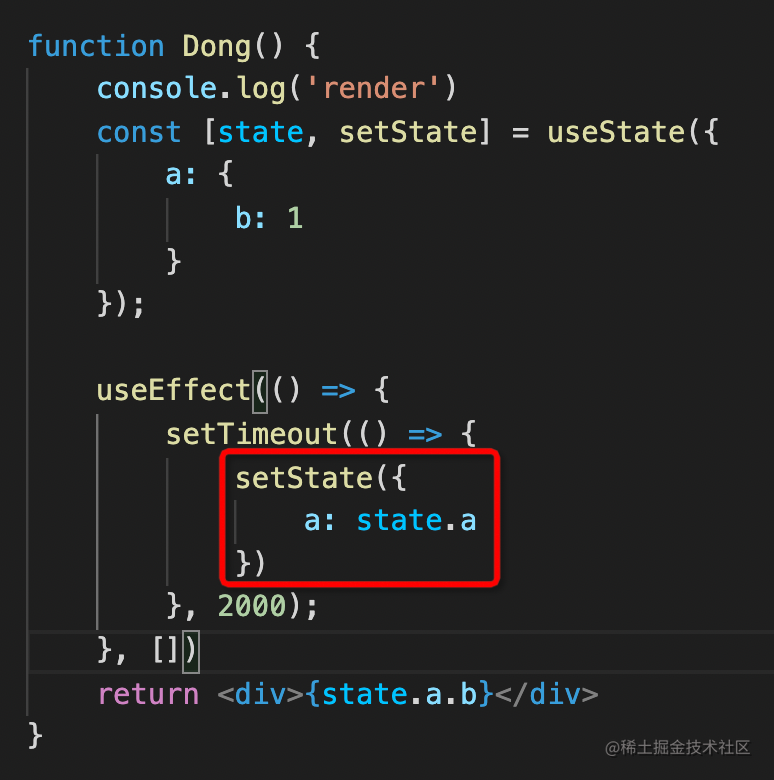 function Dong() {
    console.log('render')
    const [state, setState] = useState({
        a: {
            b: 1
        }
    });

    useEffect(() => {
        setTimeout(() => {
            setState({
                a: state.a
            })
        }, 2000);
    }, [])
    return <div>{state.a.b}</div>
}
@稀土掘金技术社区